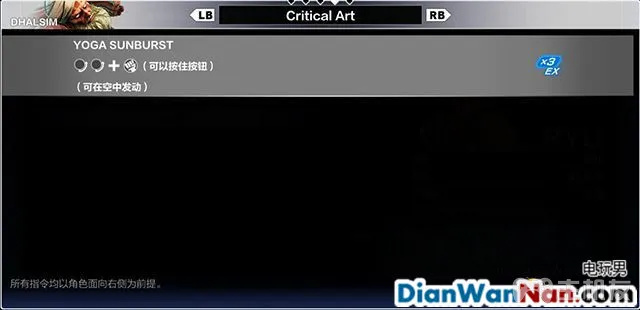 DHALSIM
LB Critical Art RB
YOGA SUNBURST
+ (可以按住按钮)
(可在空中发动)
x3
EX
所有指令均以角色面向右侧为前提。
电玩男
DianWanNan.com